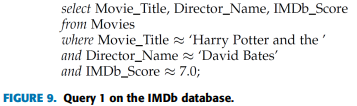 select Movie_Title, Director_Name, IMDb_Score
from Movies
where Movie_Title ≈ ‘Harry Potter and the ’
and Director_Name ≈ ‘David Bates’
and IMDb_Score ≈ 7.0;
FIGURE 9. Query 1 on the IMDb database.